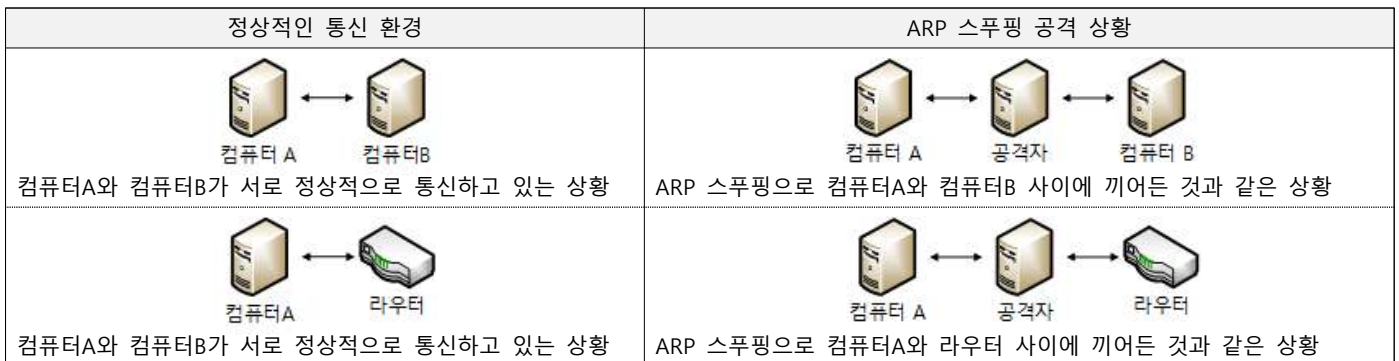 정상적인 통신 환경
ARP 스푸핑 공격 상황
컴퓨터 A
컴퓨터B
컴퓨터A와 컴퓨터B가 서로 정상적으로 통신하고 있는 상황
컴퓨터 A
공격자
컴퓨터 B
ARP 스푸핑으로 컴퓨터A와 컴퓨터B 사이에 끼어든 것과 같은 상황
컴퓨터A
라우터
컴퓨터A와 컴퓨터B가 서로 정상적으로 통신하고 있는 상황
컴퓨터 A
공격자
라우터
ARP 스푸핑으로 컴퓨터A와 라우터 사이에 끼어든 것과 같은 상황